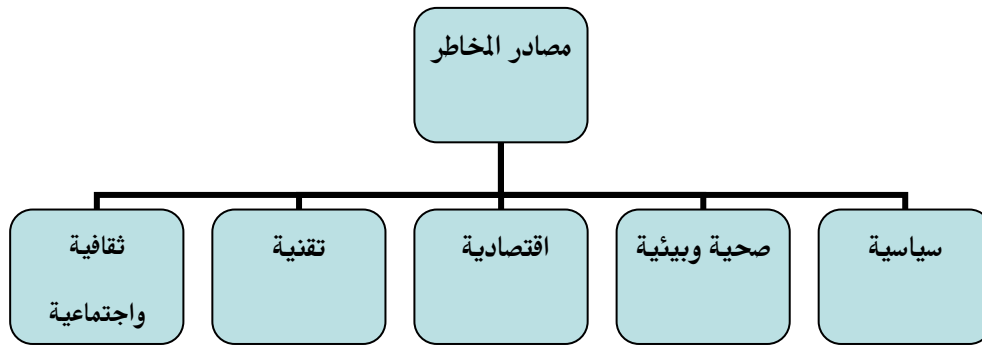 مصادر المخاطر
سياسية
صحية وبيئية
اقتصادية
تقنية
ثقافية
واجتماعية